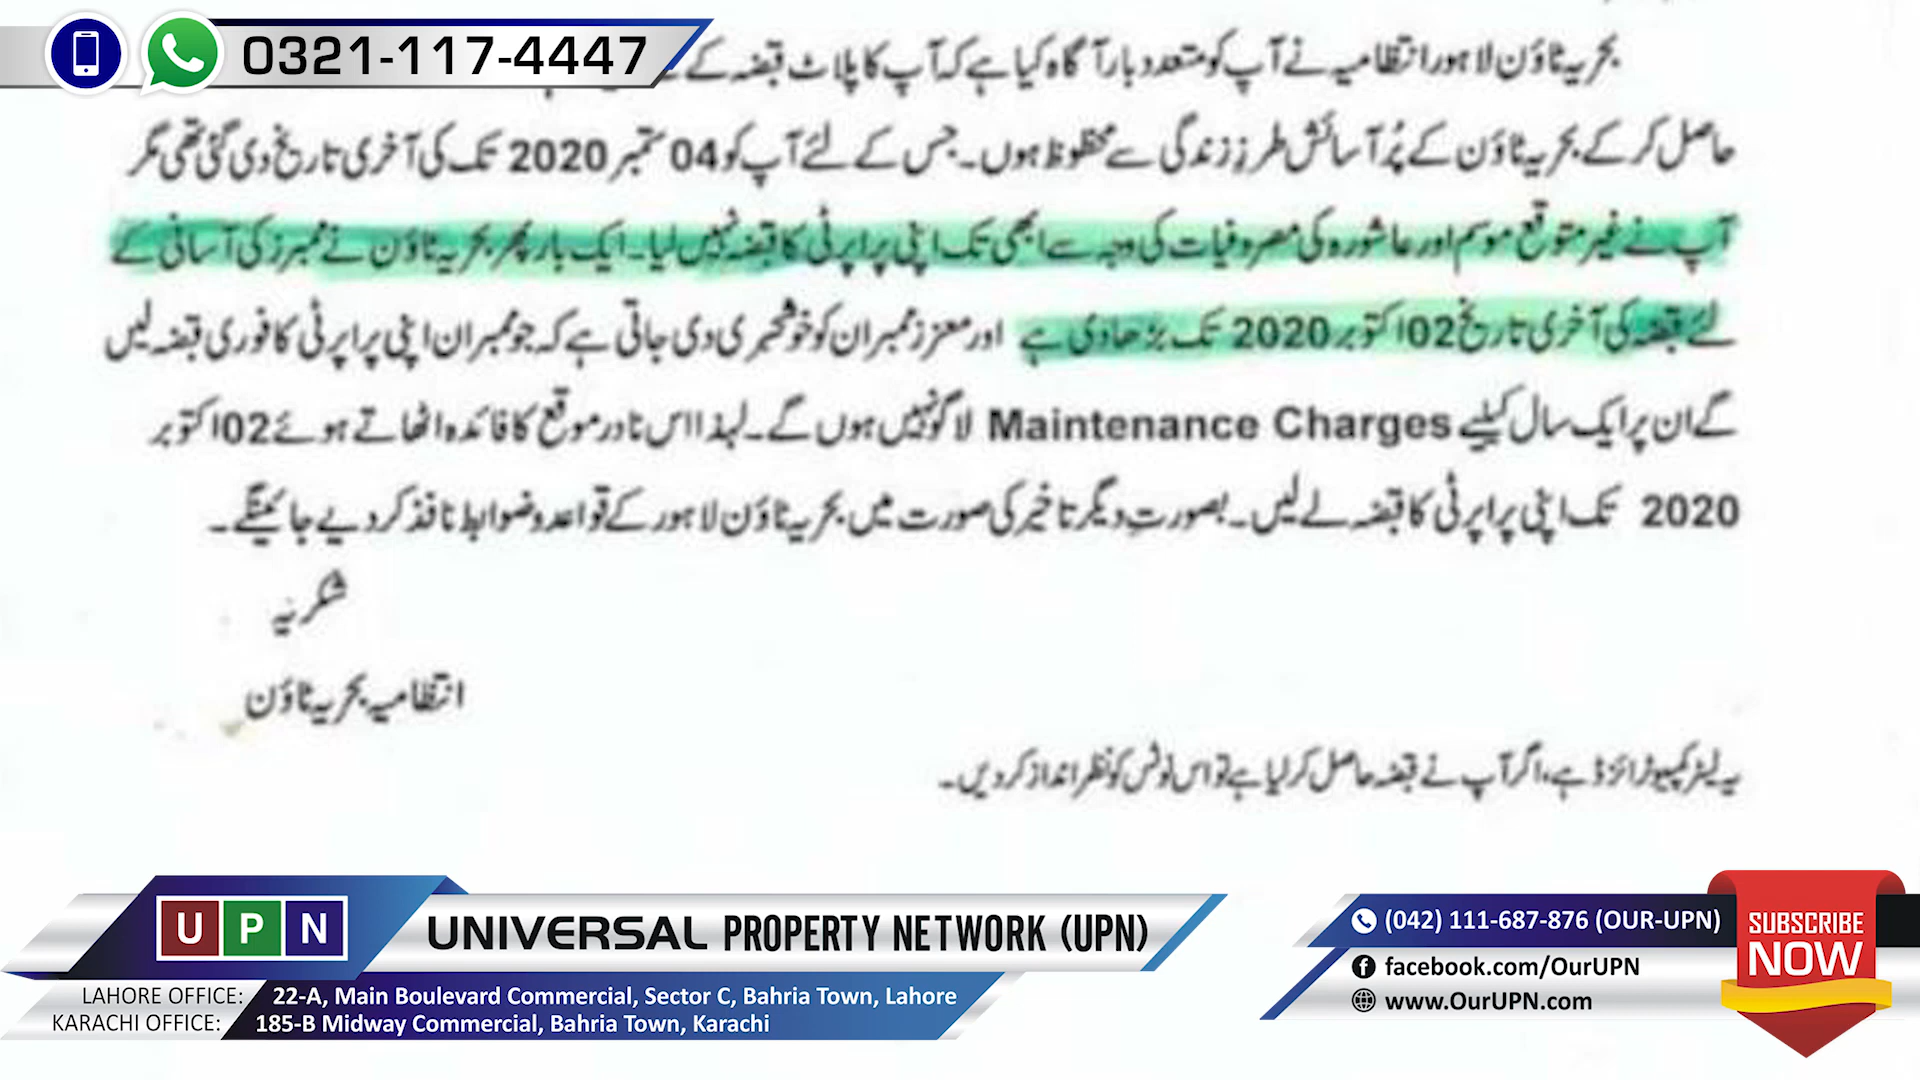 0321-117-4447
بحریہ ٹاؤن لاہور انتظامیہ نے آپ کو متعدد بار آگاہ کیا ہے کہ آپ کا پلاٹ قبضہ کے
حاصل کر کے بحریہ ٹاؤن کے پُر آسائش طرزِ زندگی سے محظوظ ہوں۔ جس کے لئے آپ کو 04 ستمبر 2020 تک کی آخری تاریخ دی گئی تھی مگر
آپ نے غیر متوقع موسم اور عاشورہ کی مصروفیات کی وجہ سے ابھی تک اپنی پراپرٹی کا قبضہ نہیں لیا۔ ایک بار پھر بحریہ ٹاؤن نے ممبرز کی آسانی کے
لئے قبضہ کی آخری تاریخ 02 اکتوبر 2020 تک بڑھا دی ہے اور معزز ممبران کو خوشخبری دی جاتی ہے کہ جو ممبران اپنی پراپرٹی کا فوری قبضہ لیں
گے ان پر ایک سال کیلئے Maintenance Charges لاگو نہیں ہوں گے۔ لہذا اس نادر موقع کا فائدہ اٹھاتے ہوئے 02 اکتوبر
2020 تک اپنی پراپرٹی کا قبضہ لے لیں۔ بصورتِ دیگر تاخیر کی صورت میں بحریہ ٹاؤن لاہور کے قواعد و ضوابط نافذ کر دیے جائینگے۔
شکریہ
انتظامیہ بحریہ ٹاؤن
یہ لیٹر کمپیوٹرائزڈ ہے، اگر آپ نے قبضہ حاصل کر لیا ہے تو اس نوٹس کو نظر انداز کر دیں۔
UPN UNIVERSAL PROPERTY NETWORK (UPN)
LAHORE OFFICE: 22-A, Main Boulevard Commercial, Sector C, Bahria Town, Lahore
KARACHI OFFICE: 185-B Midway Commercial, Bahria Town, Karachi
(042) 111-687-876 (OUR-UPN)
facebook.com/OurUPN
www.OurUPN.com
SUBSCRIBE
NOW